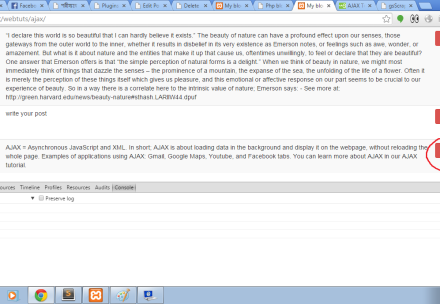 Faceboo
Plugin
Edit Po
Delete
My blo
Php bl
My blo
AJAX T
goScro
/webtuts/ajax/
"I declare this world is so beautiful that I can hardly believe it exists." The beauty of nature can have a profound effect upon our senses, those
gateways from the outer world to the inner, whether it results in disbelief in its very existence as Emerson notes, or feelings such as awe, wonder, or
amazement. But what is it about nature and the entities that make it up that cause us, oftentimes unwillingly, to feel or declare that they are beautiful?
One answer that Emerson offers is that "the simple perception of natural forms is a delight." When we think of beauty in nature, we might most
immediately think of things that dazzle the senses – the prominence of a mountain, the expanse of the sea, the unfolding of the life of a flower. Often it
is merely the perception of these things itself which gives us pleasure, and this emotional or affective response on our part seems to be crucial to our
experience of beauty. So in a way there is a correlate here to the intrinsic value of nature; Emerson says: - See more at:
http://green.harvard.edu/news/beauty-nature#sthash.LARlIW44.dpuf
write your post
AJAX = Asynchronous JavaScript and XML. In short; AJAX is about loading data in the background and display it on the webpage, without reloading the
whole page. Examples of applications using AJAX: Gmail, Google Maps, Youtube, and Facebook tabs. You can learn more about AJAX in our AJAX
tutorial.
ources Timeline Profiles Resources Audits Console
Preserve log